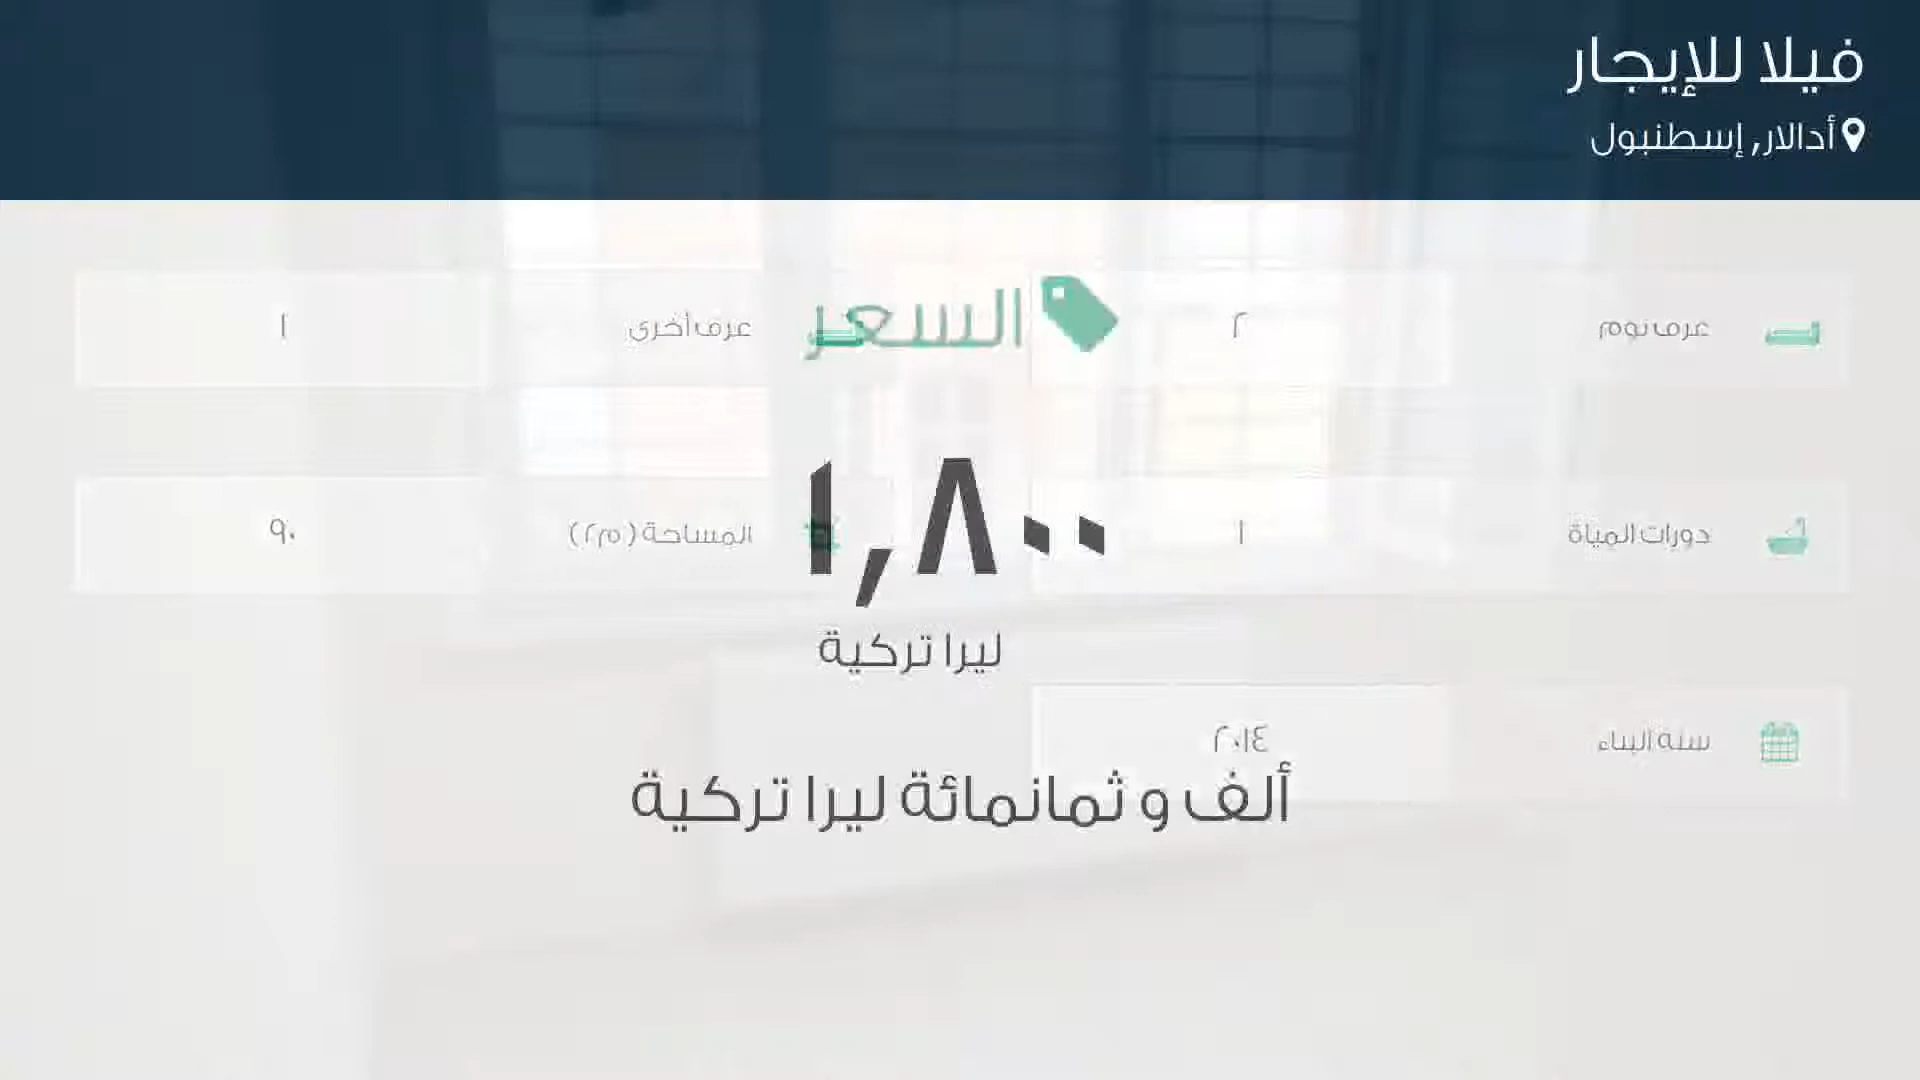 فيلا للإيجار
أدالار, إسطنبول
السعر
غرف نوم
٢
غرف أخرى
١
١,٨٠٠
دورات المياة
١
المساحة (م٢)
٩٠
ليرا تركية
سنة البناء
٢٠١٤
ألف و ثمانمائة ليرا تركية